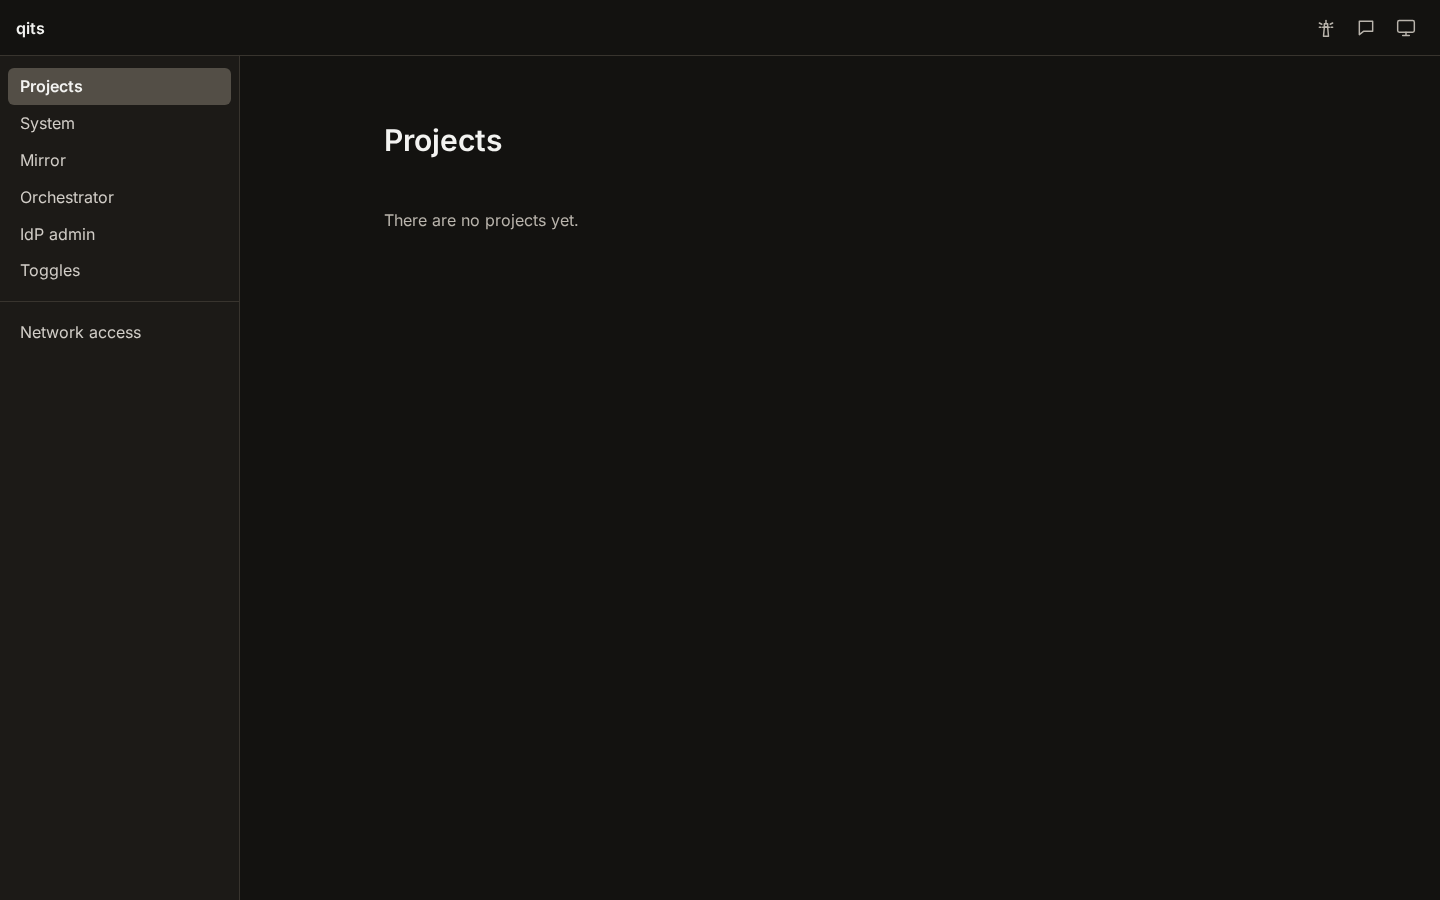 qits
Projects
System
Mirror
Orchestrator
IdP admin
Toggles
Network access
Projects
There are no projects yet.